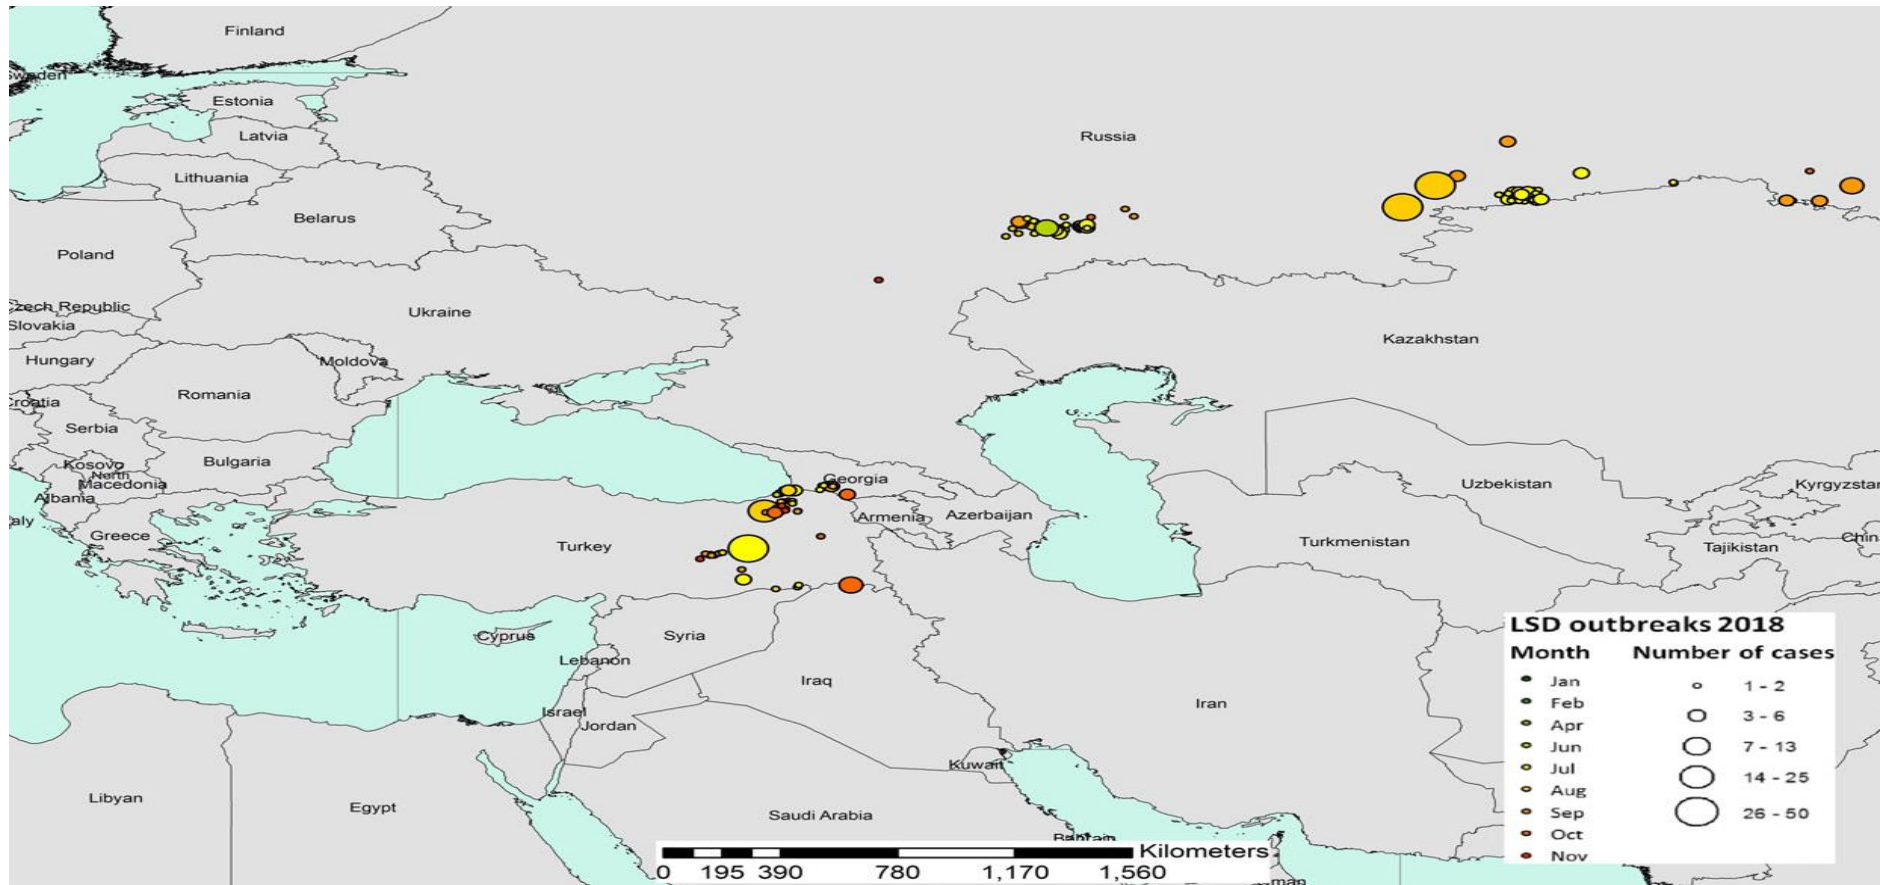 Finland
Sweden
Estonia
Latvia
Russia
Lithuania
Belarus
Poland
Czech Republic
Ukraine
Slovakia
Kazakhstan
Hungary
Moldova
Romania
Croatia
Serbia
Bulgaria
Kosovo
North
Macedonia
Georgia
Uzbekistan
Kyrgyzstan
Albania
Italy
Armenia
Azerbaijan
Greece
Turkey
Turkmenistan
Tajikistan
China
Cyprus
Syria
Lebanon
Iraq
Iran
Israel
Jordan
Kuwait
Libyan
Egypt
Saudi Arabia
Bahrain
LSD outbreaks 2018
Month Number of cases
Jan 1 - 2
Feb
Apr 3 - 6
Jun 7 - 13
Jul 14 - 25
Aug
Sep 26 - 50
Oct
Nov
Kilometers
0 195 390 780 1,170 1,560